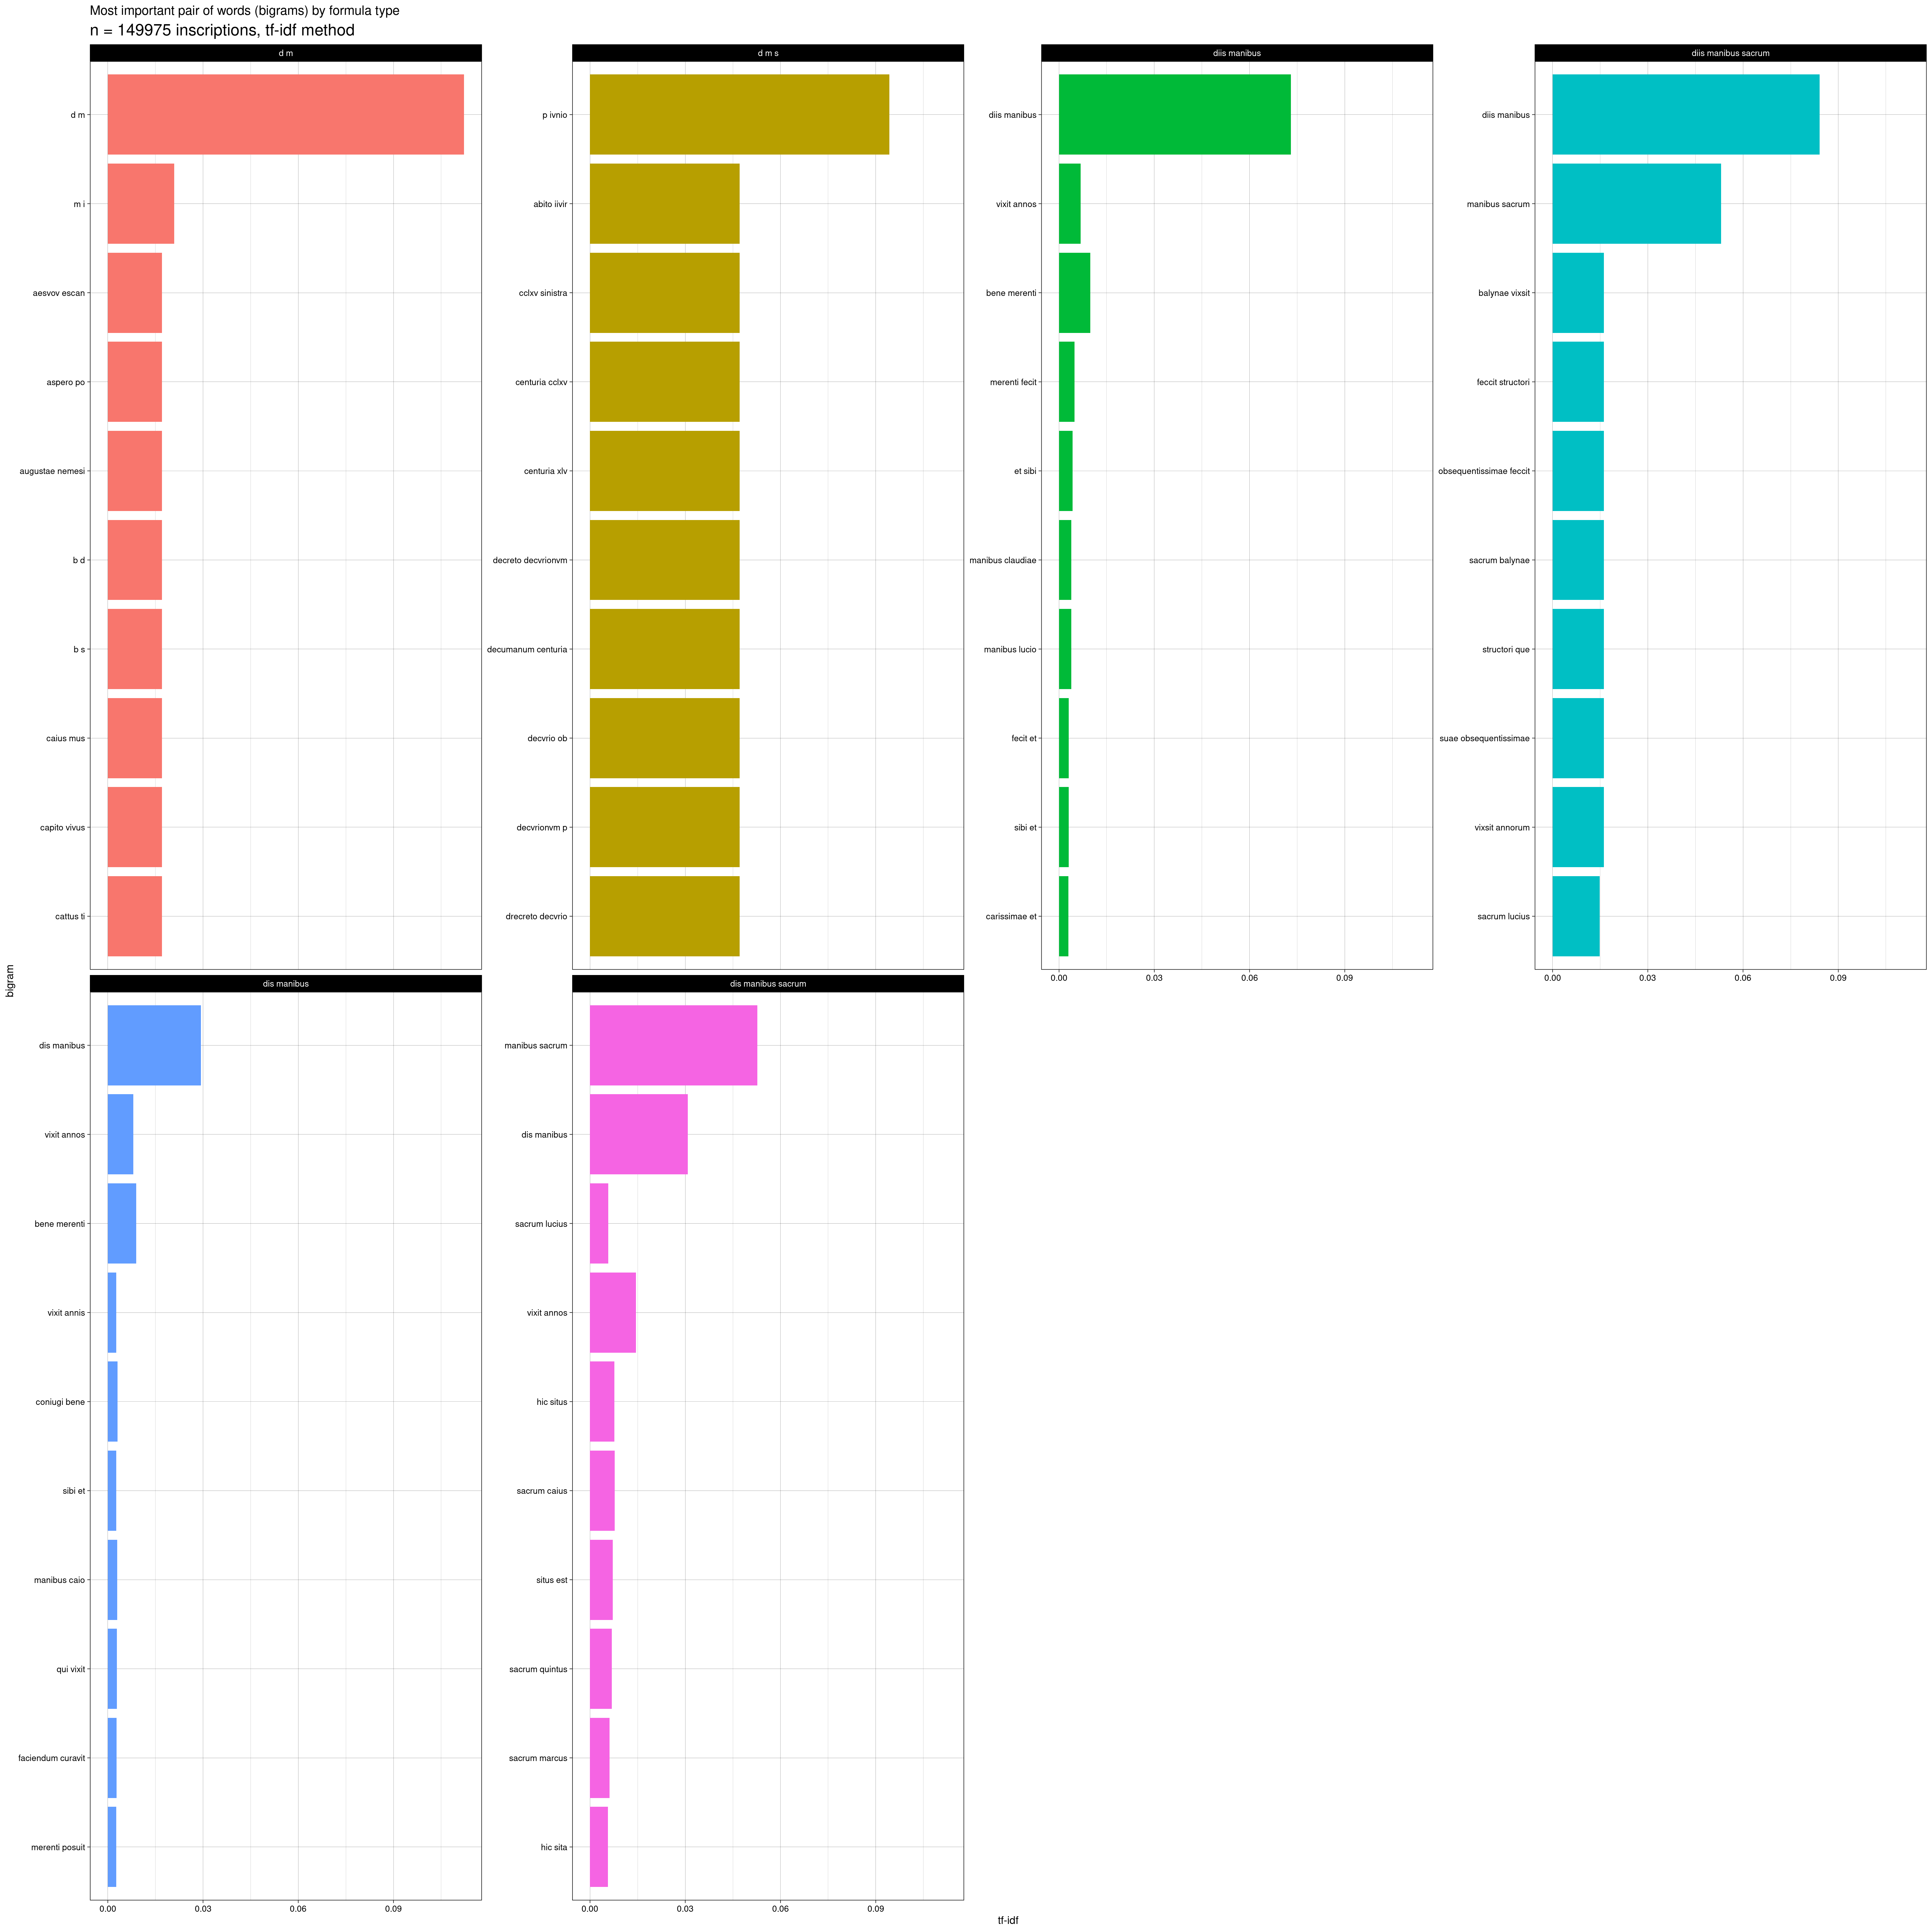 Most important pair of words (bigrams) by formula type
n = 149975 inscriptions, tf-idf method
d m
d m
m i
aesvov escan
aspero po
augustae nemesi
b d
b s
caius mus
capito vivus
cattus ti
d m s
p ivnio
abito iivir
cclxv sinistra
centuria cclxv
centuria xlv
decreto decvrionvm
decumanum centuria
decvrio ob
decvrionvm p
drecreto decvrio
diis manibus
diis manibus
vixit annos
bene merenti
merenti fecit
et sibi
manibus claudiae
manibus lucio
fecit et
sibi et
carissimae et
0.00 0.03 0.06 0.09
diis manibus sacrum
diis manibus
manibus sacrum
balynae vixsit
feccit structori
obsequentissimae feccit
sacrum balynae
structori que
suae obsequentissimae
vixsit annorum
sacrum lucius
0.00 0.03 0.06 0.09
bigram
dis manibus
dis manibus
vixit annos
bene merenti
vixit annis
coniugi bene
sibi et
manibus caio
qui vixit
faciendum curavit
merenti posuit
0.00 0.03 0.06 0.09
dis manibus sacrum
manibus sacrum
dis manibus
sacrum lucius
vixit annos
hic situs
sacrum caius
situs est
sacrum quintus
sacrum marcus
hic sita
0.00 0.03 0.06 0.09
tf-idf